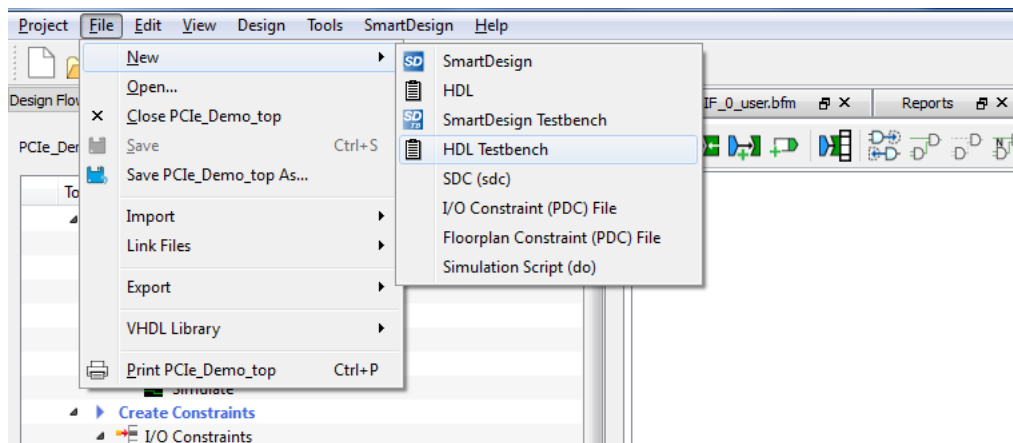 Project File Edit View Design Tools SmartDesign Help
New
Open...
Close PCIe_Demo_top
Save Ctrl+S
Save PCIe_Demo_top As...
Import
Link Files
Export
VHDL Library
Print PCIe_Demo_top Ctrl+P
SmartDesign
HDL
SmartDesign Testbench
HDL Testbench
SDC (sdc)
I/O Constraint (PDC) File
Floorplan Constraint (PDC) File
Simulation Script (do)
Design Flo
IF_0_user.bfm
Reports
PCIe_Der
To
Simulate
Create Constraints
I/O Constraints